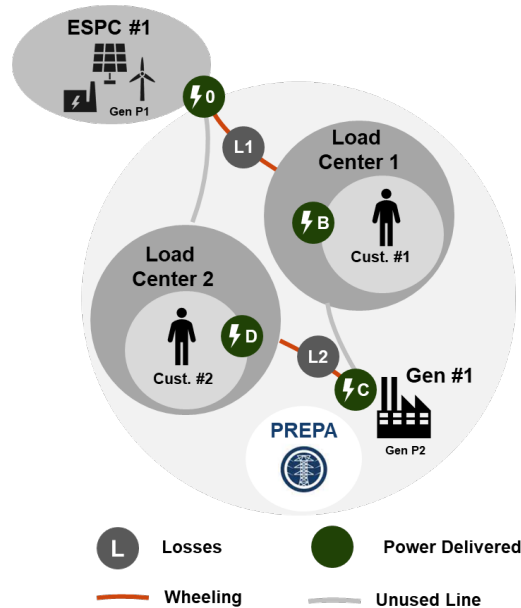 ESPC #1
Gen P1
0
L1
Load
Center 1
B
Cust. #1
Load
Center 2
D
Cust. #2
L2
C
Gen #1
Gen P2
PREPA
L
Losses
Power Delivered
Wheeling
Unused Line